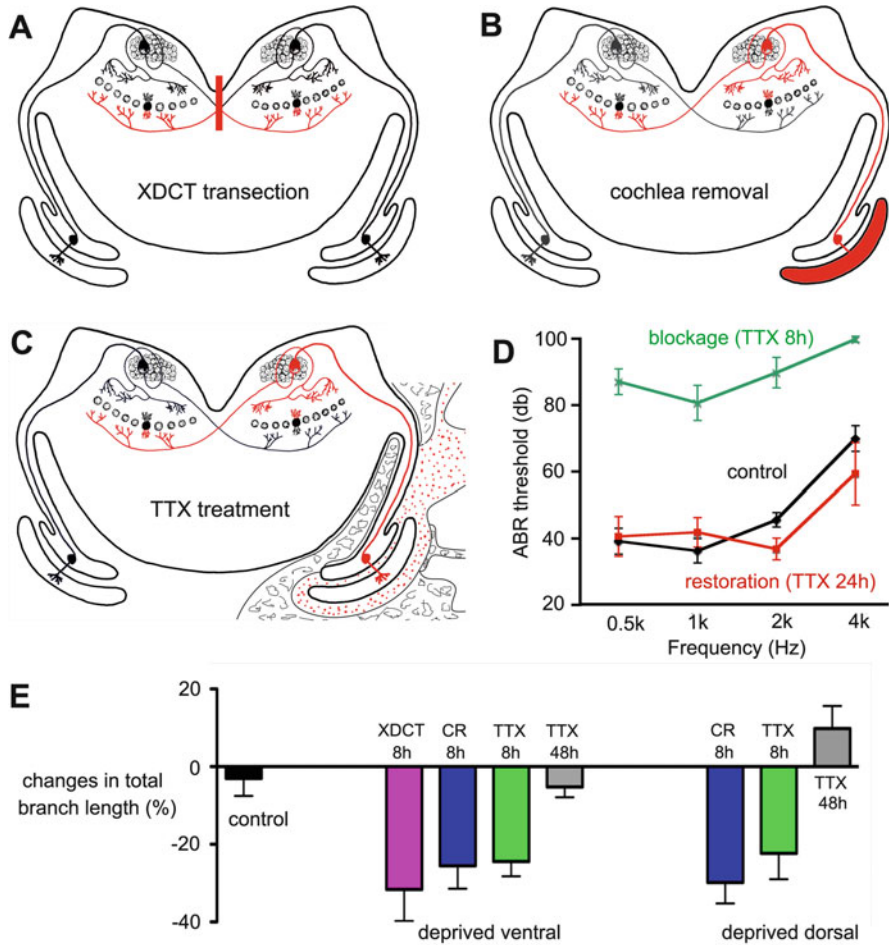 A
XDCT transection
B
cochlea removal
C
TTX treatment
D
blockage (TTX 8h)
control
restoration (TTX 24h)
ABR threshold (db)
100
80
60
40
20
0.5k 1k 2k 4k
Frequency (Hz)
E
changes in total
branch length (%)
20
0
-20
-40
control
XDCT
8h
CR
8h
TTX
8h
TTX
48h
deprived ventral
CR
8h
TTX
8h
TTX
48h
deprived dorsal